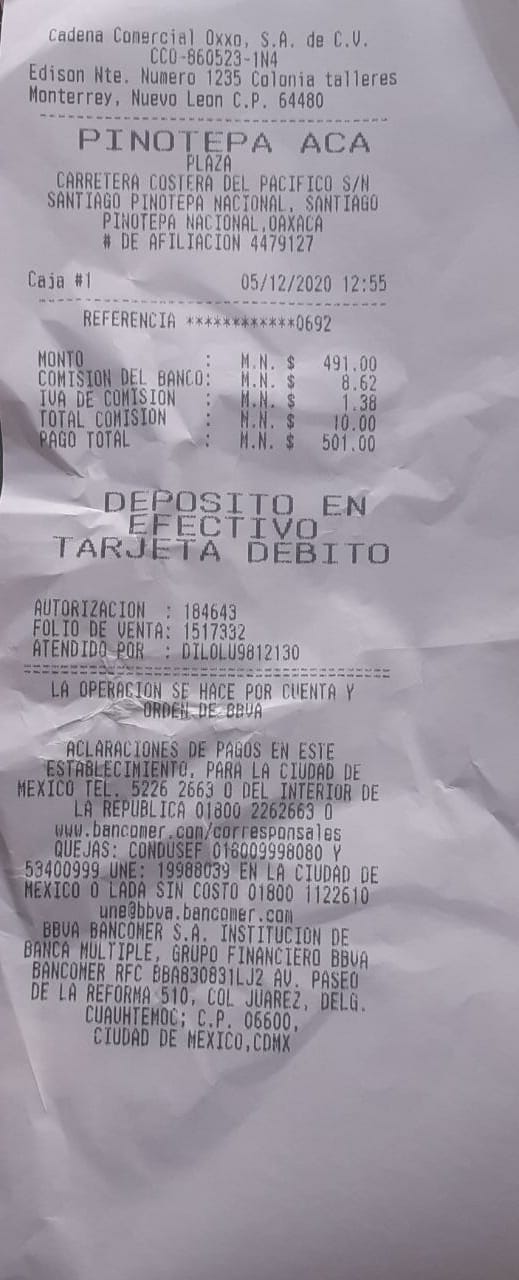 Cadena Comercial Oxxo, S.A. de C.V.
CCO-860523-1N4
Edison Nte. Numero 1235 Colonia talleres
Monterrey, Nuevo Leon C.P. 64480
PINOTEPA ACA
PLAZA
CARRETERA COSTERA DEL PACIFICO S/N
SANTIAGO PINOTEPA NACIONAL, SANTIAGO
PINOTEPA NACIONAL,OAXACA
# DE AFILIACION 4479127
Caja #1 05/12/2020 12:55
REFERENCIA ************0692
MONTO : M.N. $ 491.00
COMISION DEL BANCO: M.N. $ 8.62
IVA DE COMISION : M.N. $ 1.38
TOTAL COMISION : M.N. $ 10.00
PAGO TOTAL : M.N. $ 501.00
DEPOSITO EN
EFECTIVO
TARJETA DEBITO
AUTORIZACION : 184643
FOLIO DE VENTA: 1517332
ATENDIDO POR : DILOLU9812130
LA OPERACION SE HACE POR CUENTA Y
ORDEN DE BBVA
ACLARACIONES DE PAGOS EN ESTE
ESTABLECIMIENTO, PARA LA CIUDAD DE
MEXICO TEL. 5226 2663 O DEL INTERIOR DE
LA REPUBLICA 01800 2262663 O
www.bancomer.com/corresponsales
QUEJAS: CONDUSEF 018009998080 Y
53400999 UNE: 19988039 EN LA CIUDAD DE
MEXICO O LADA SIN COSTO 01800 1122610
une@bbva.bancomer.com
BBVA BANCOMER S.A. INSTITUCION DE
BANCA MULTIPLE, GRUPO FINANCIERO BBVA
BANCOMER RFC BBA830831LJ2 AV. PASEO
DE LA REFORMA 510, COL JUAREZ, DELG.
CUAUHTEMOC; C.P. 06600,
CIUDAD DE MEXICO,CDMX